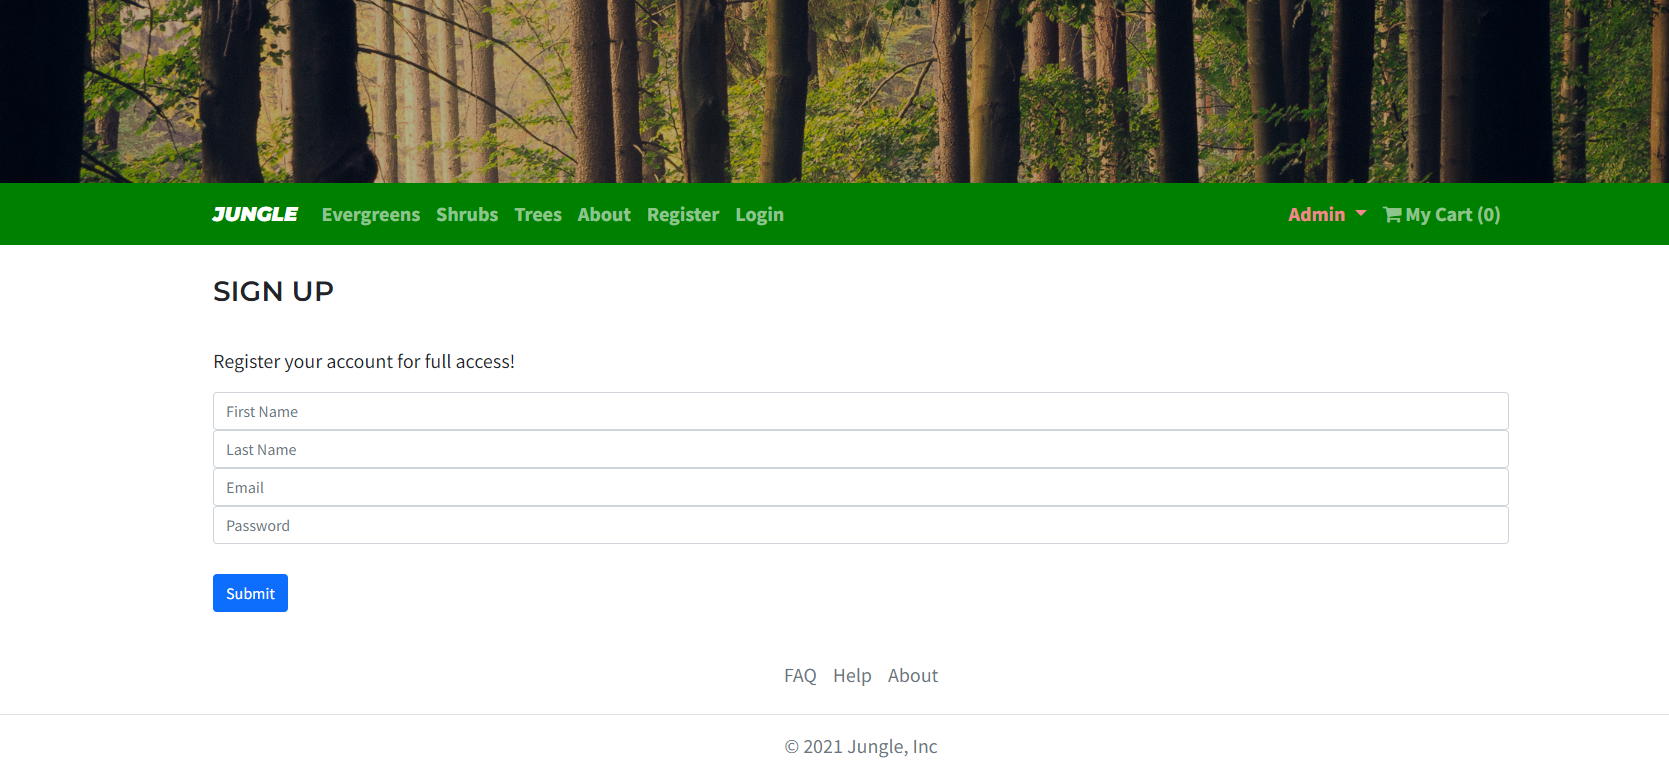 JUNGLE Evergreens Shrubs Trees About Register Login Admin My Cart (0)
SIGN UP
Register your account for full access!
First Name
Last Name
Email
Password
Submit
FAQ Help About
© 2021 Jungle, Inc